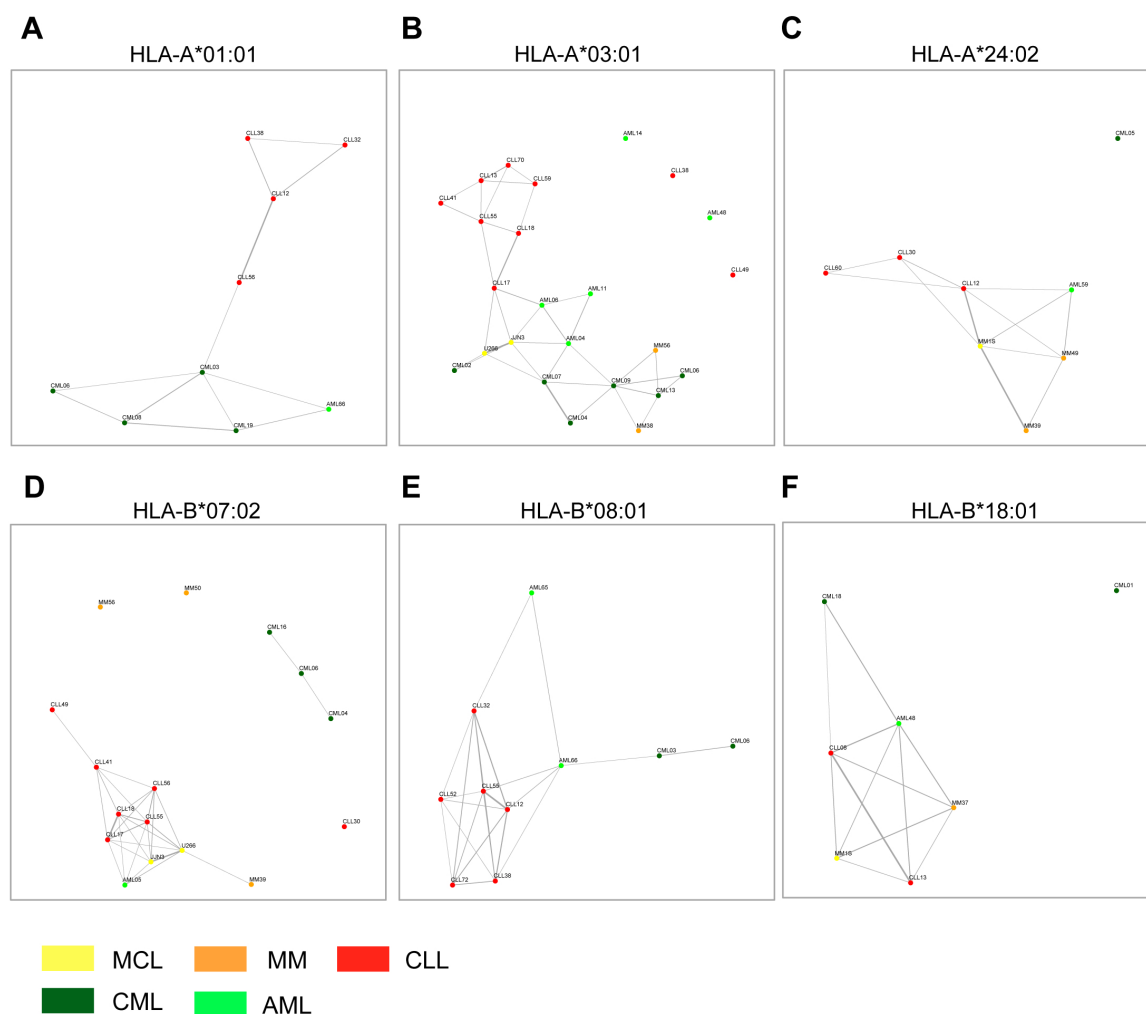 A
HLA-A*01:01
CLL38
CLL32
CLL12
CLL56
CML03
CML06
CML08
CML19
AML66
B
HLA-A*03:01
AML14
CLL70
CLL13
CLL59
CLL38
CLL41
CLL55
CLL18
AML48
CLL49
CLL17
AML06
AML11
JJN3
U266
AML04
CML02
MM56
CML07
CML09
CML06
CML13
CML04
MM38
C
HLA-A*24:02
CML05
CLL30
CLL60
CLL12
AML59
MM1S
MM49
MM39
D
HLA-B*07:02
MM56
MM50
CML16
CML06
CML04
CLL49
CLL41
CLL56
CLL18
CLL55
CLL17
CLL30
U266
JJN3
AML05
MM39
E
HLA-B*08:01
AML65
CLL32
CML06
CML03
AML66
CLL52
CLL56
CLL12
CLL72
CLL38
F
HLA-B*18:01
CML01
CML18
AML48
CLL09
MM37
MM1S
CLL13
MCL
MM
CLL
CML
AML